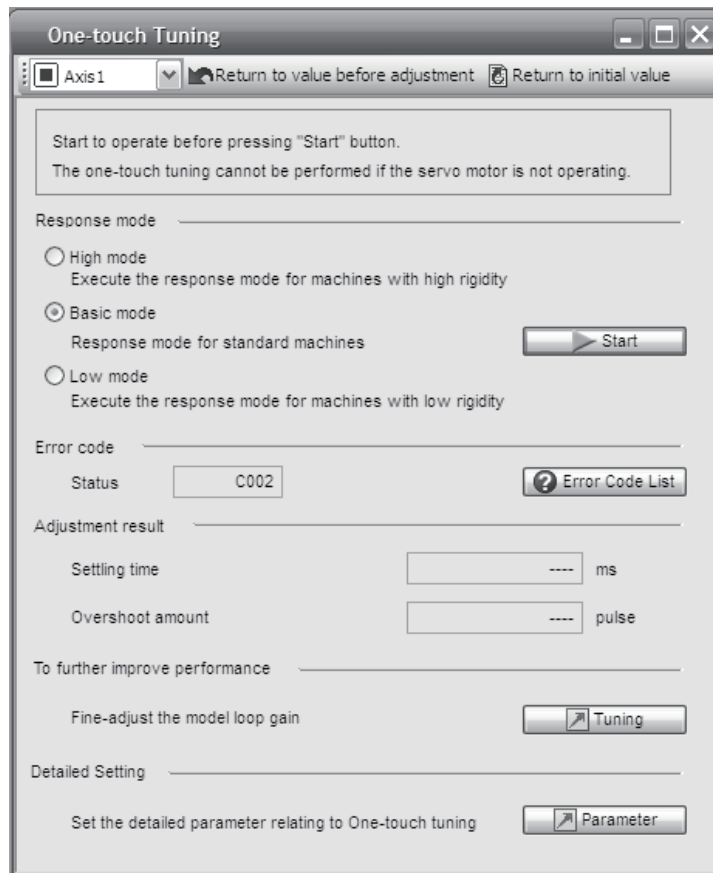 One-touch Tuning
Axis1 Return to value before adjustment Return to initial value
Start to operate before pressing "Start" button.
The one-touch tuning cannot be performed if the servo motor is not operating.
Response mode
High mode
Execute the response mode for machines with high rigidity
Basic mode
Response mode for standard machines Start
Low mode
Execute the response mode for machines with low rigidity
Error code
Status C002 Error Code List
Adjustment result
Settling time ---- ms
Overshoot amount ---- pulse
To further improve performance
Fine-adjust the model loop gain Tuning
Detailed Setting
Set the detailed parameter relating to One-touch tuning Parameter